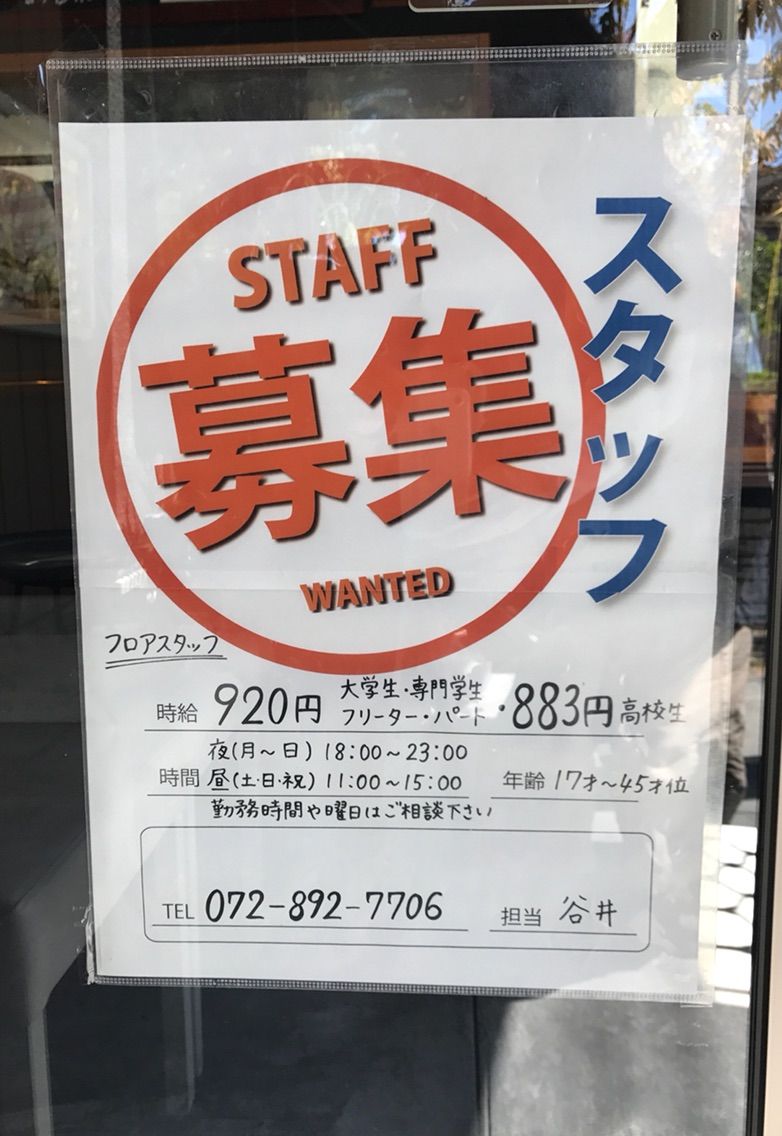 STAFF
募集
WANTED
スタッフ
フロアスタッフ
時給 920円 大学生・専門学生
フリーター・パート ・883円 高校生
夜(月〜日) 18:00〜23:00
時間 昼(土・日・祝) 11:00〜15:00 年齢 17才〜45才位
勤務時間や曜日はご相談下さい
TEL 072-892-7706 担当 谷井